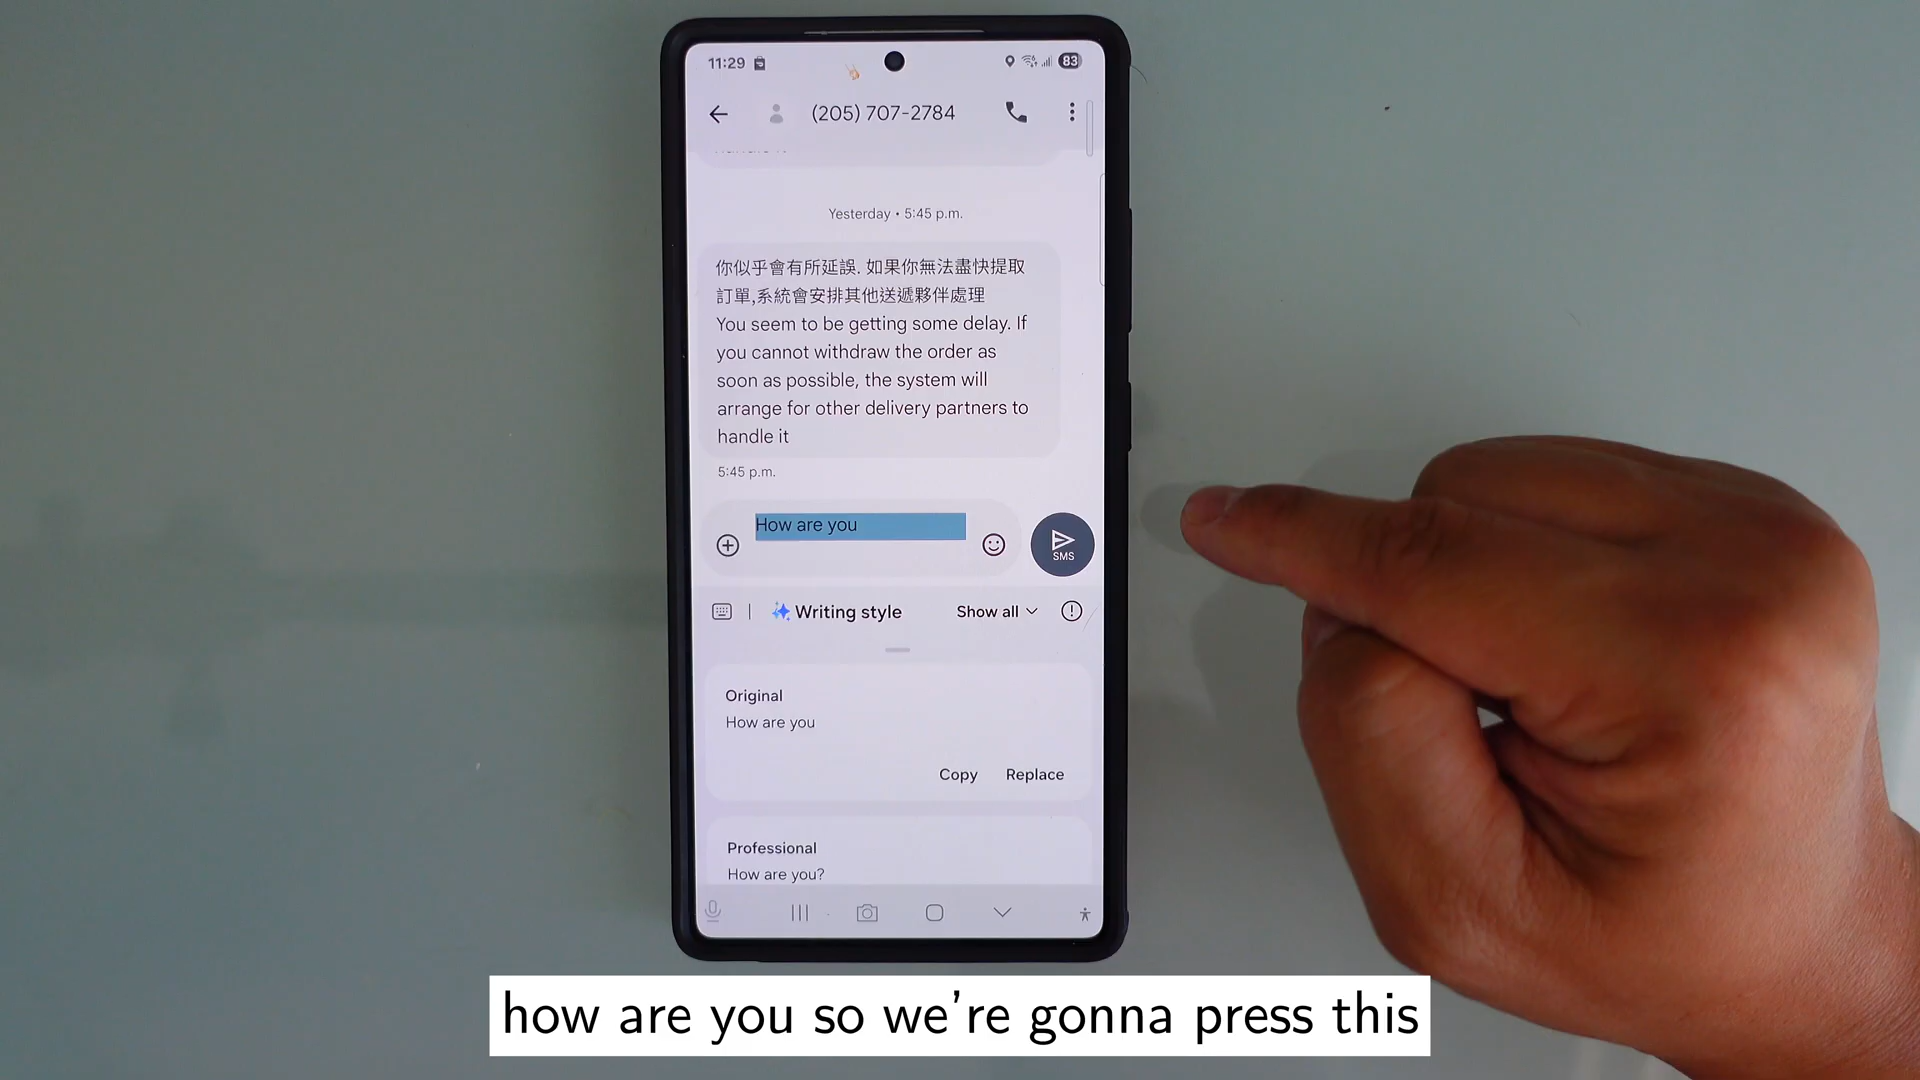 11:29
83
(205) 707-2784
Yesterday • 5:45 p.m.
你似乎會有所延誤. 如果你無法盡快提取
訂單,系統會安排其他送遞夥伴處理
You seem to be getting some delay. If
you cannot withdraw the order as
soon as possible, the system will
arrange for other delivery partners to
handle it
5:45 p.m.
How are you
SMS
Writing style
Show all
Original
How are you
Copy Replace
Professional
How are you?
how are you so we're gonna press this